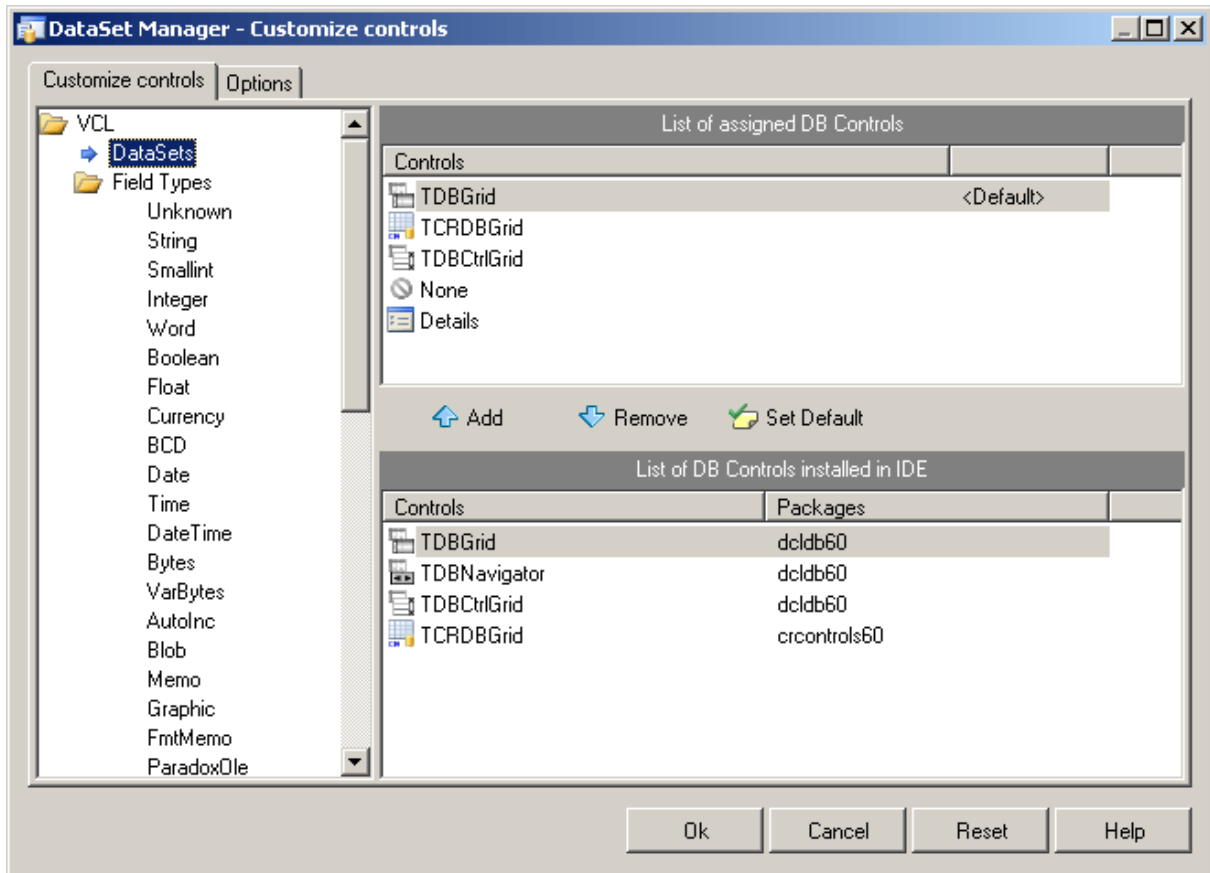 DataSet Manager - Customize controls
Customize controls
Options
VCL
DataSets
Field Types
Unknown
String
Smallint
Integer
Word
Boolean
Float
Currency
BCD
Date
Time
DateTime
Bytes
VarBytes
AutoInc
Blob
Memo
Graphic
FmtMemo
ParadoxOle
List of assigned DB Controls
Controls
TDBGrid <Default>
TCRDBGrid
TDBCtrlGrid
None
Details
Add Remove Set Default
List of DB Controls installed in IDE
Controls Packages
TDBGrid dcldb60
TDBNavigator dcldb60
TDBCtrlGrid dcldb60
TCRDBGrid crcontrols60
Ok Cancel Reset Help